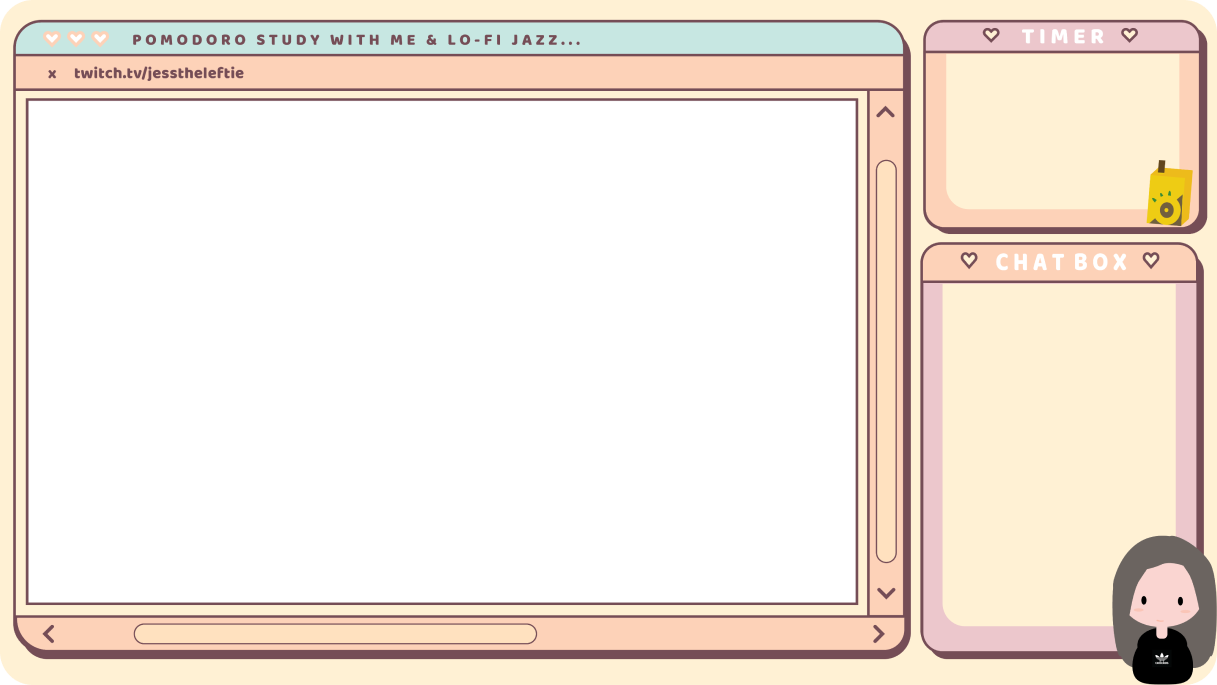 POMODORO STUDY WITH ME & LO-FI JAZZ...
x twitch.tv/jesstheleftie
TIMER
CHAT BOX